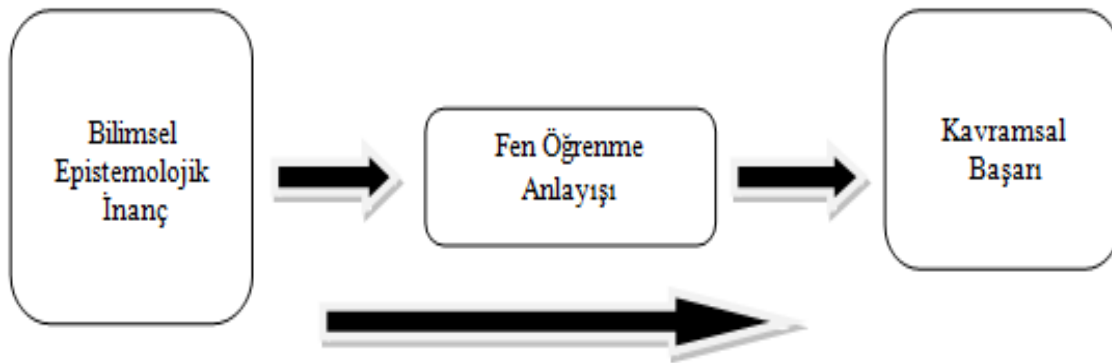 Bilimsel
Epistemolojik
İnanç
Fen Öğrenme
Anlayışı
Kavramsal
Başarı